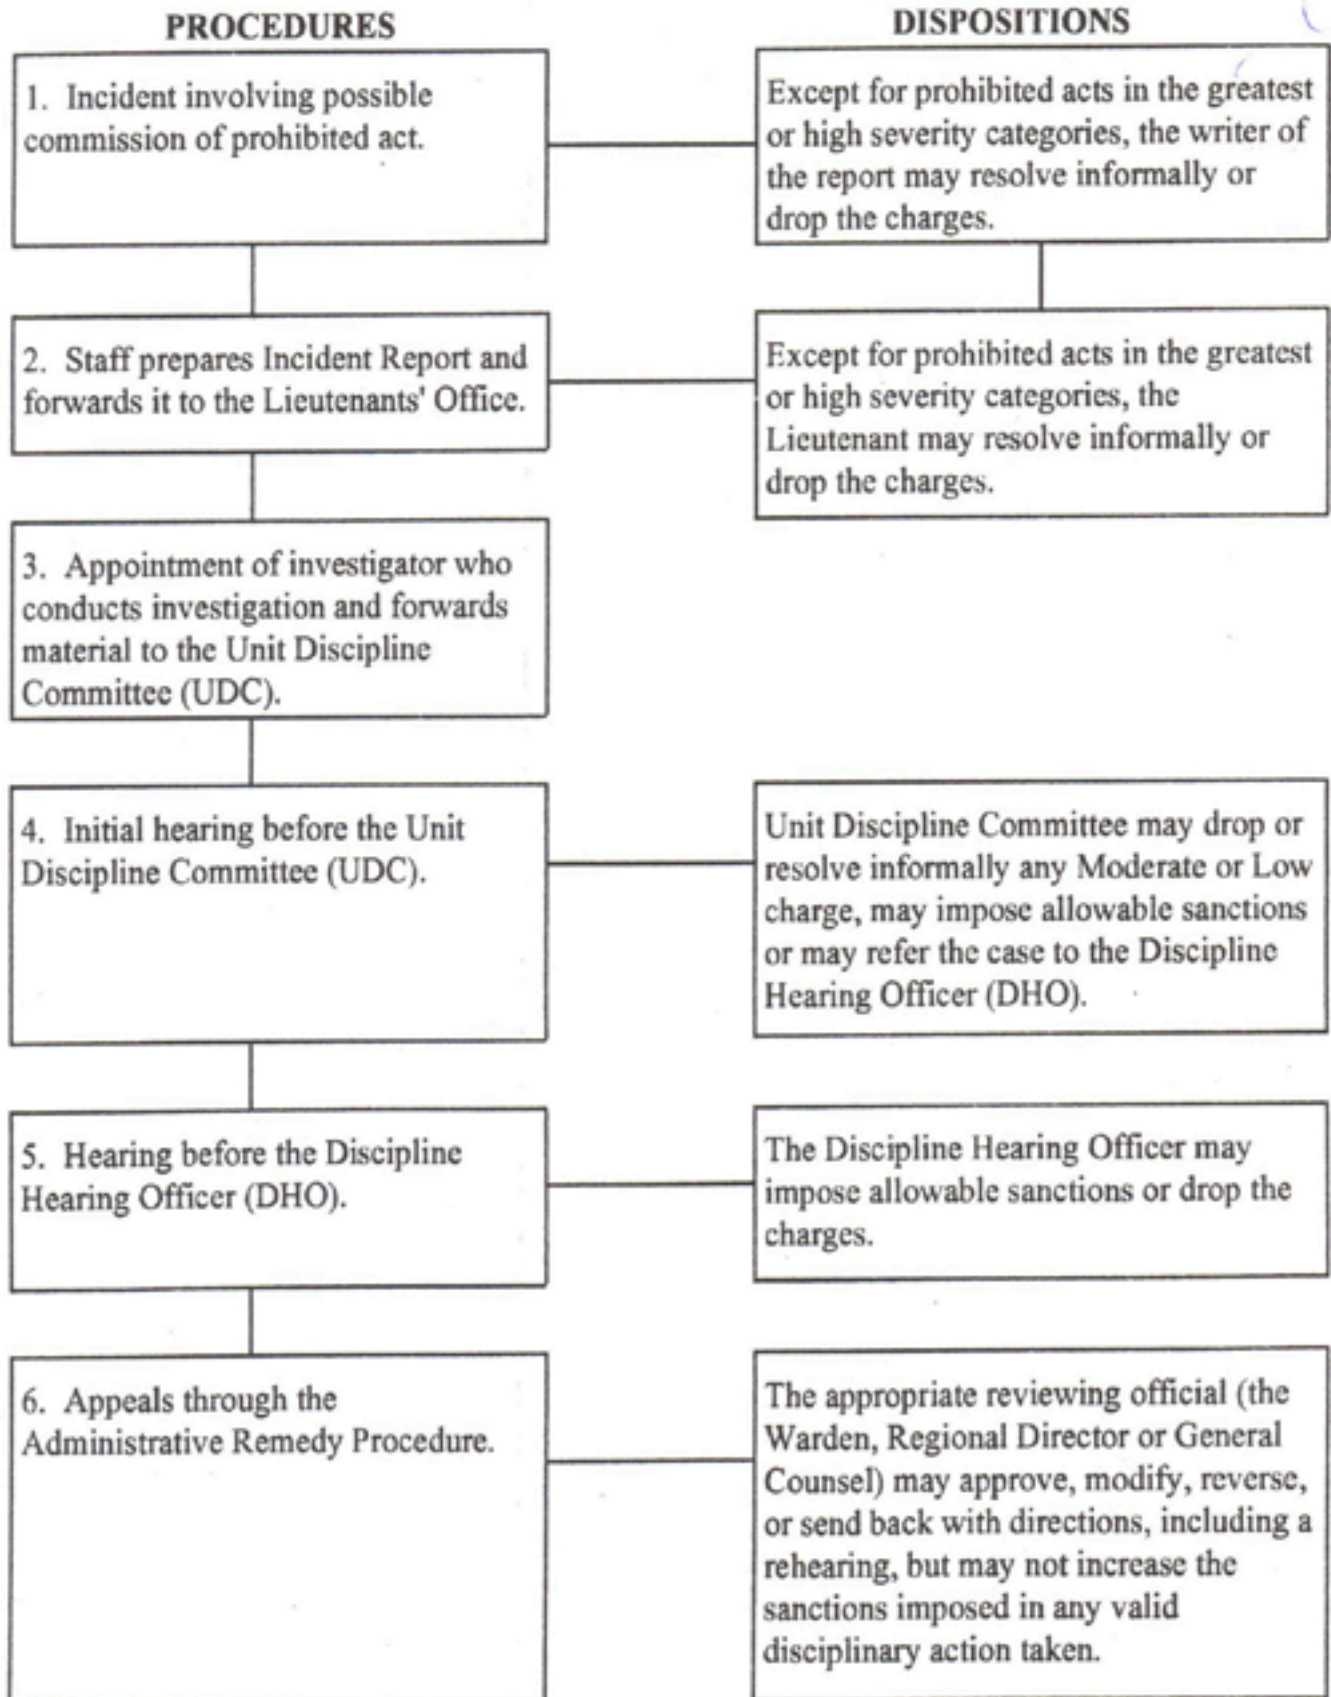 PROCEDURES
DISPOSITIONS
1. Incident involving possible
commission of prohibited act.
Except for prohibited acts in the greatest
or high severity categories, the writer of
the report may resolve informally or
drop the charges.
2. Staff prepares Incident Report and
forwards it to the Lieutenants' Office.
Except for prohibited acts in the greatest
or high severity categories, the
Lieutenant may resolve informally or
drop the charges.
3. Appointment of investigator who
conducts investigation and forwards
material to the Unit Discipline
Committee (UDC).
4. Initial hearing before the Unit
Discipline Committee (UDC).
Unit Discipline Committee may drop or
resolve informally any Moderate or Low
charge, may impose allowable sanctions
or may refer the case to the Discipline
Hearing Officer (DHO).
5. Hearing before the Discipline
Hearing Officer (DHO).
The Discipline Hearing Officer may
impose allowable sanctions or drop the
charges.
6. Appeals through the
Administrative Remedy Procedure.
The appropriate reviewing official (the
Warden, Regional Director or General
Counsel) may approve, modify, reverse,
or send back with directions, including a
rehearing, but may not increase the
sanctions imposed in any valid
disciplinary action taken.